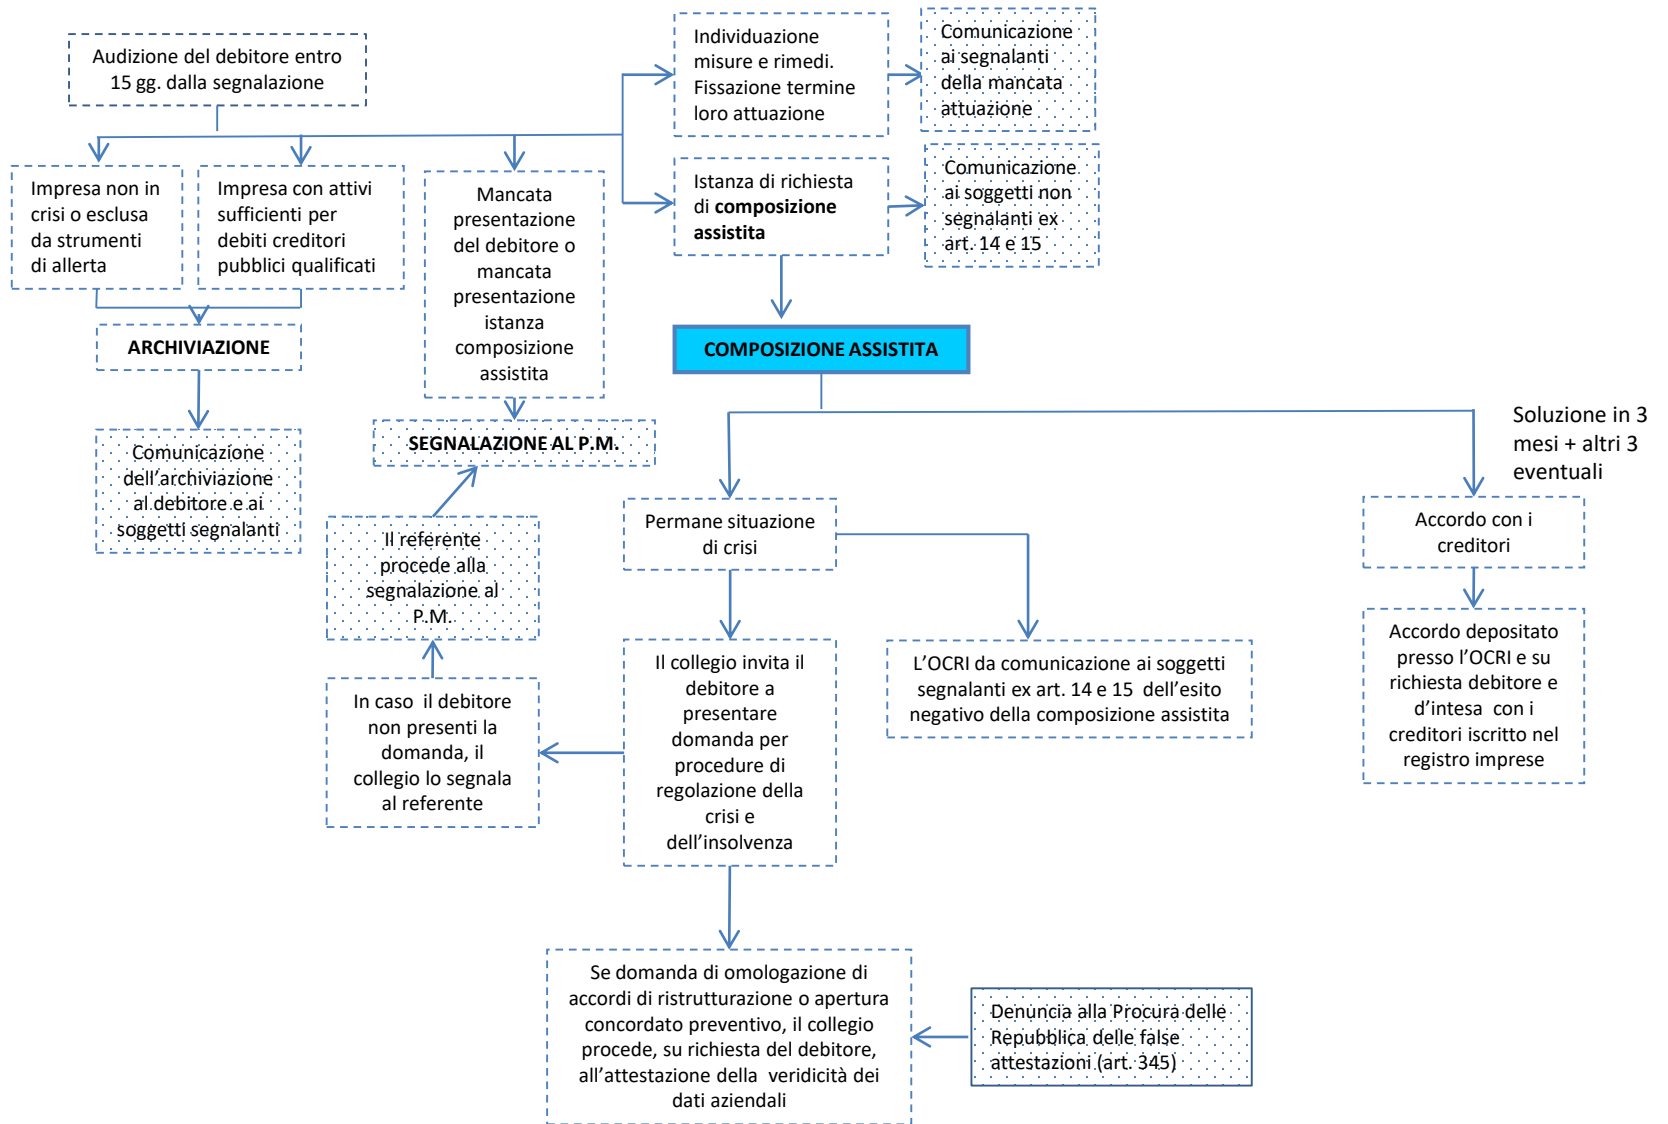 Audizione del debitore entro
15 gg. dalla segnalazione
Individuazione
misure e rimedi.
Fissazione termine
loro attuazione
Comunicazione
ai segnalanti
della mancata
attuazione
Impresa non in
crisi o esclusa
da strumenti
di allerta
Impresa con attivi
sufficienti per
debiti creditori
pubblici qualificati
Mancata
presentazione
del debitore o
mancata
presentazione
istanza
composizione
assistita
Istanza di richiesta
di composizione
assistita
Comunicazione
ai soggetti non
segnalanti ex
art. 14 e 15
ARCHIVIAZIONE
COMPOSIZIONE ASSISTITA
Comunicazione
dell’archiviazione
al debitore e ai
soggetti segnalanti
SEGNALAZIONE AL P.M.
Soluzione in 3
mesi + altri 3
eventuali
Il referente
procede alla
segnalazione al
P.M.
Permane situazione
di crisi
Accordo con i
creditori
In caso il debitore
non presenti la
domanda, il
collegio lo segnala
al referente
Il collegio invita il
debitore a
presentare
domanda per
procedure di
regolazione della
crisi e
dell’insolvenza
L’OCRI da comunicazione ai soggetti
segnalanti ex art. 14 e 15 dell’esito
negativo della composizione assistita
Accordo depositato
presso l’OCRI e su
richiesta debitore e
d’intesa con i
creditori iscritto nel
registro imprese
Se domanda di omologazione di
accordi di ristrutturazione o apertura
concordato preventivo, il collegio
procede, su richiesta del debitore,
all’attestazione della veridicità dei
dati aziendali
Denuncia alla Procura delle
Repubblica delle false
attestazioni (art. 345)